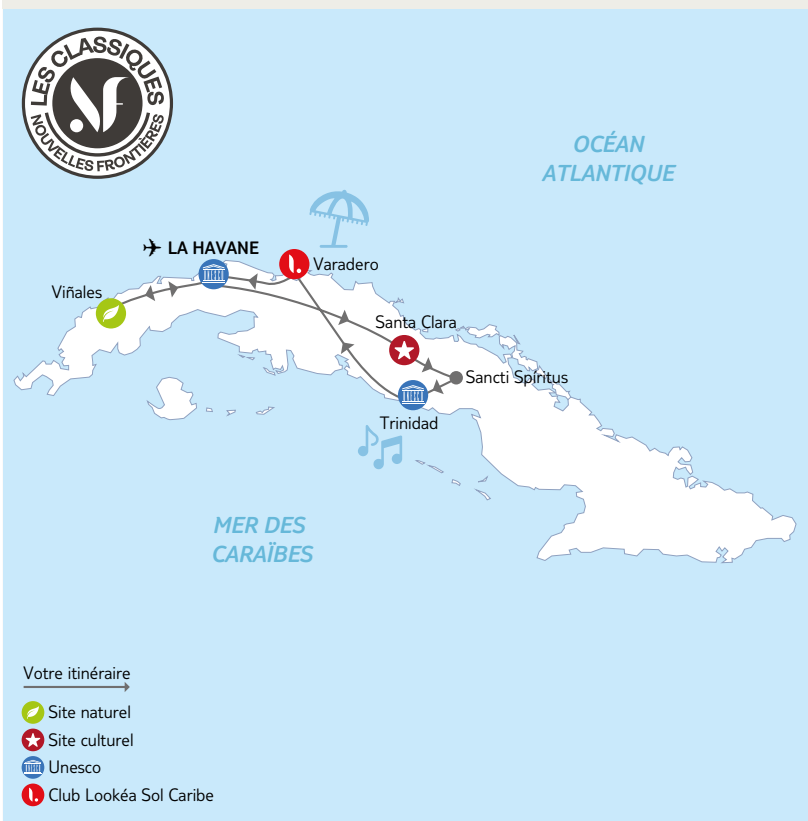 LES CLASSIQUES
NF
NOUVELLES FRONTIÈRES
OCÉAN
ATLANTIQUE
LA HAVANE
Varadero
Viñales
Santa Clara
Sancti Spíritus
Trinidad
MER DES
CARAÏBES
Votre itinéraire
Site naturel
Site culturel
Unesco
Club Lookéa Sol Caribe